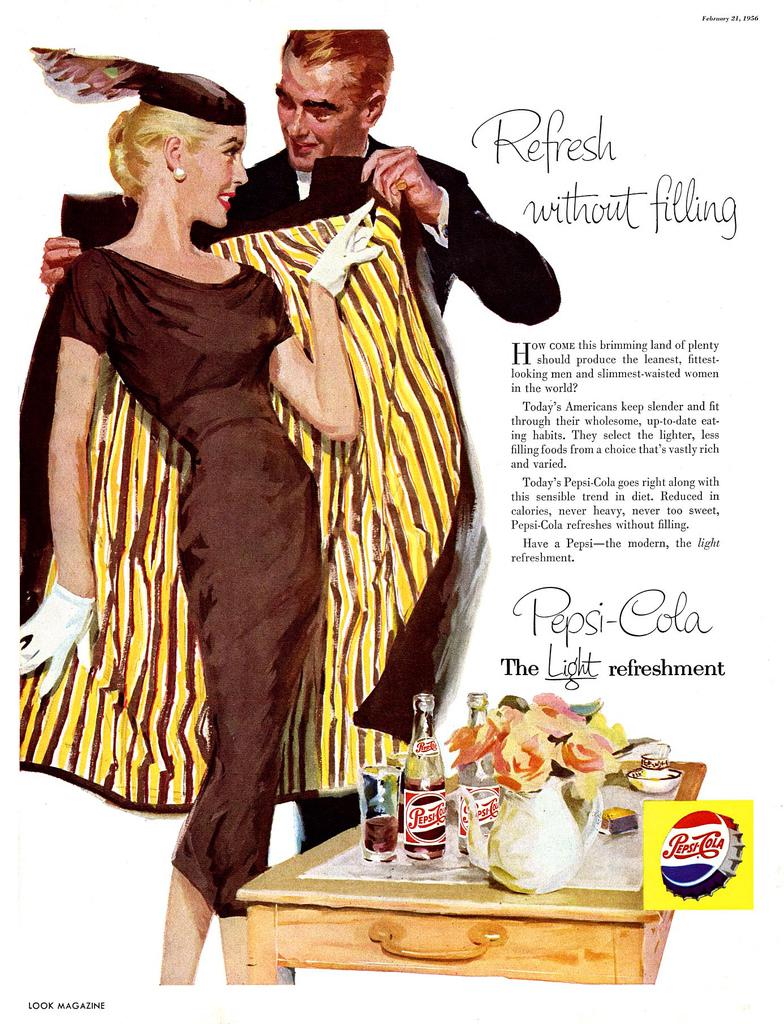 February 21, 1956
Refresh
without filling
How come this brimming land of plenty
should produce the leanest, fittest-
looking men and slimmest-waisted women
in the world?
Today's Americans keep slender and fit
through their wholesome, up-to-date eat-
ing habits. They select the lighter, less
filling foods from a choice that's vastly rich
and varied.
Today's Pepsi-Cola goes right along with
this sensible trend in diet. Reduced in
calories, never heavy, never too sweet,
Pepsi-Cola refreshes without filling.
Have a Pepsi—the modern, the light
refreshment.
Pepsi-Cola
The Light refreshment
Pepsi-Cola
PEPSI-CO
PEPSI-CO
PEPSI-COLA
LOOK MAGAZINE